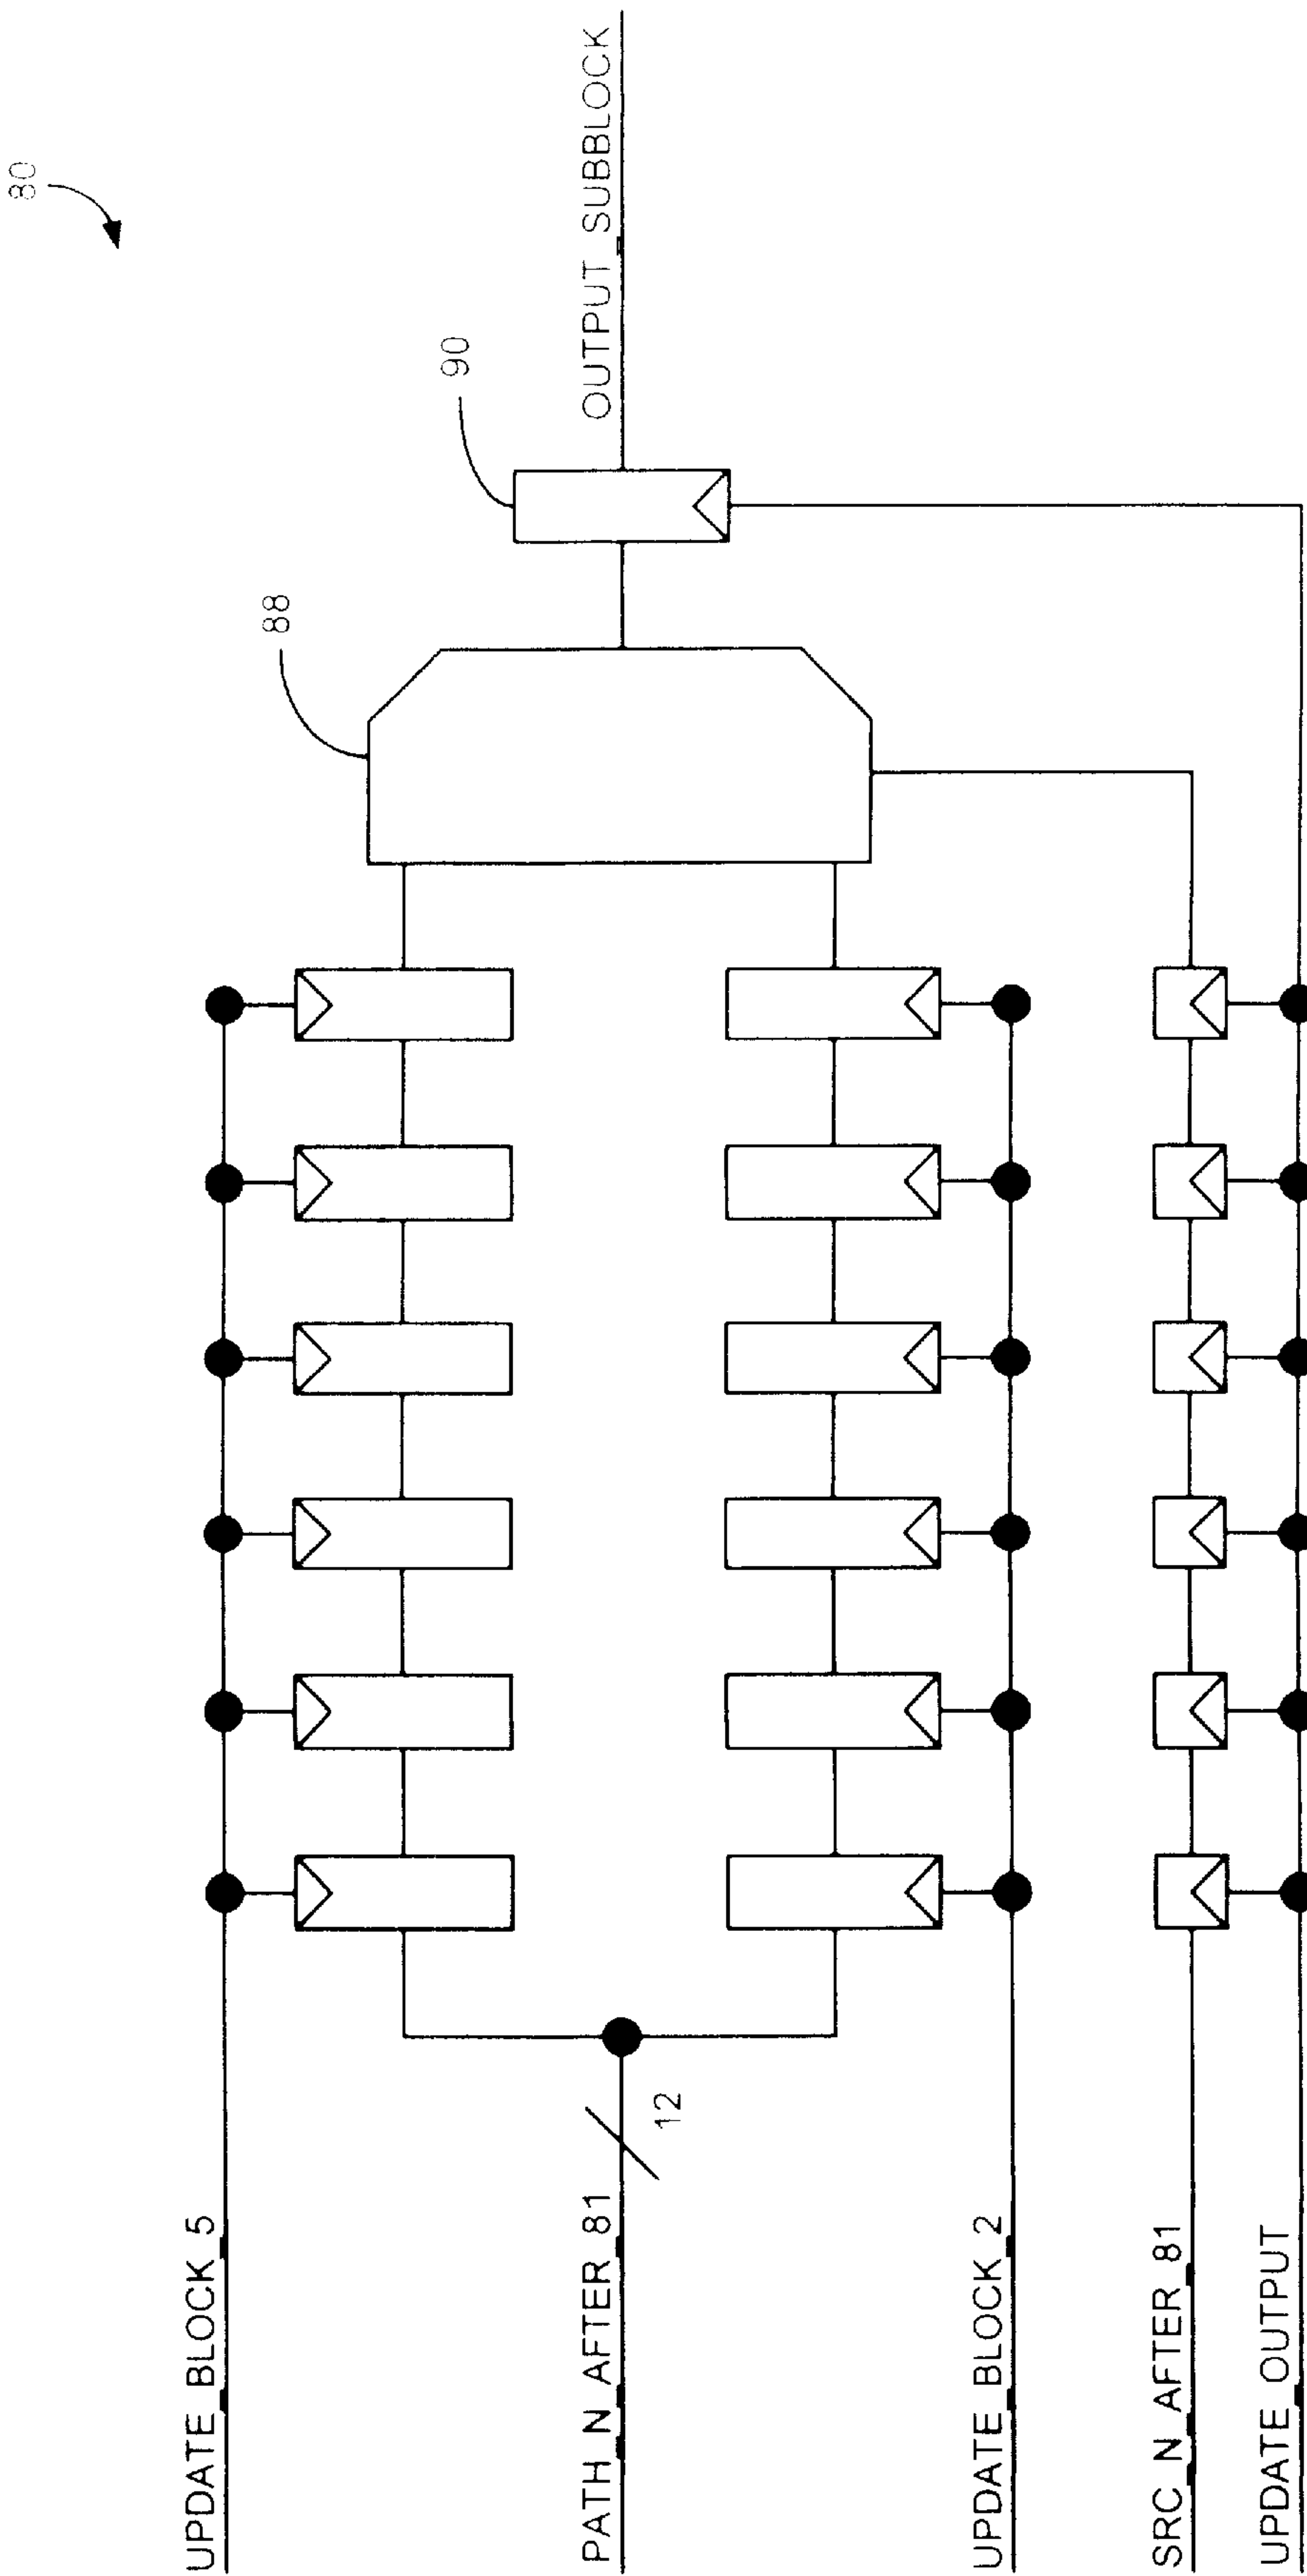 80
OUTPUT_SUBBLOCK
90
88
UPDATE_BLOCK_5
PATH_N_AFTER_81
12
UPDATE_BLOCK_2
SRC_N_AFTER_81
UPDATE_OUTPUT